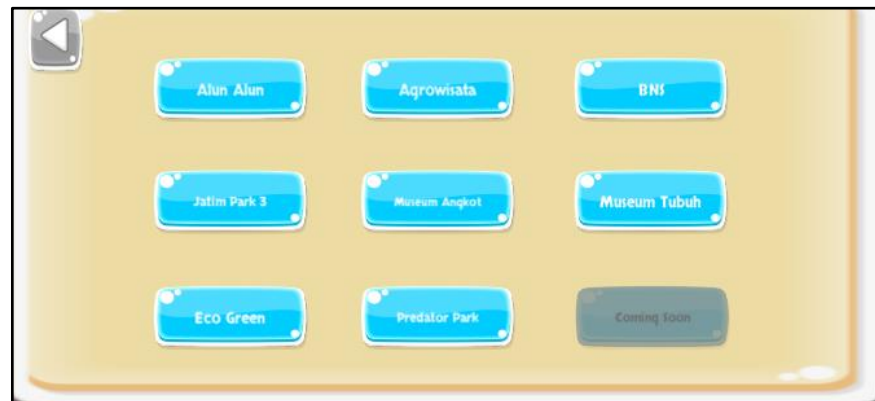 Alun Alun
Agrowisata
BNS
Jatim Park 3
Museum Angkot
Museum Tubuh
Eco Green
Predator Park
Coming Soon